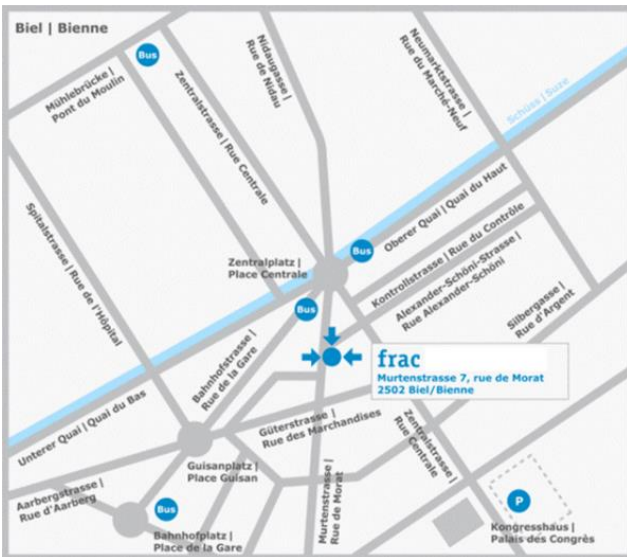 Biel | Bienne
Bus
Mühlebrücke |
Pont du Moulin
Zentralstrasse | Rue Centrale
Nidaugasse |
Rue de Nidau
Neumarktstrasse |
Rue du Marché-Neuf
Schüss | Suze
Spitalstrasse | Rue de l'Hôpital
Zentralplatz |
Place Centrale
Bus
Oberer Quai | Quai du Haut
Kontrollstrasse | Rue du Contrôle
Alexander-Schöni-Strasse |
Rue Alexander-Schöni
Silbergasse |
Rue d'Argent
Bus
Bahnhofstrasse |
Rue de la Gare
frac
Murtenstrasse 7, rue de Morat
2502 Biel/Bienne
Unterer Quai | Quai du Bas
Güterstrasse |
Rue des Marchandises
Zentralstrasse |
Rue Centrale
Guisanplatz |
Place Guisan
Murtenstrasse |
Rue de Morat
Aarbergstrasse |
Rue d'Aarberg
Bus
P
Bahnhofplatz |
Place de la Gare
Kongresshaus |
Palais des Congrès